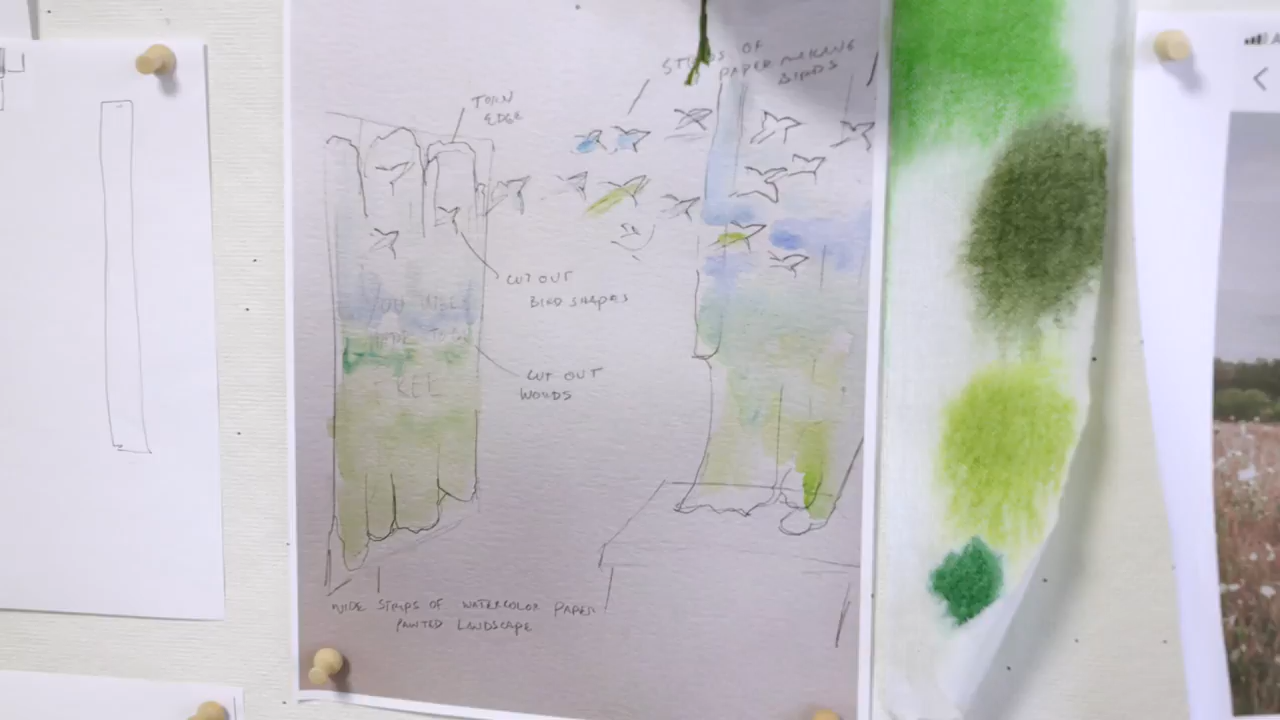 STRIPS OF
PAPER MAKING
BIRDS
TORN
EDGE
CUT OUT
BIRD SHAPES
CUT OUT
WORDS
WIDE STRIPS OF WATERCOLOR PAPER
PAINTED LANDSCAPE